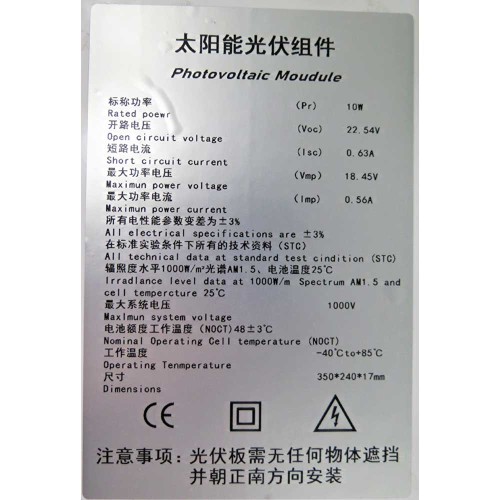 太阳能光伏组件
Photovoltaic Moudule
标称功率 (Pr) 10W
Rated poewr
开路电压 (Voc) 22.54V
Open circuit voltage
短路电流 (Isc) 0.63A
Short circuit current
最大功率电压 (Vmp) 18.45V
Maximun power voltage
最大功率电流 (Imp) 0.56A
Maximun power current
所有电性能参数变差为±3%
All electrical specifications are ±3%
在标准实验条件下所有的技术资料 (STC)
All technical data at standard test cindition (STC)
辐照度水平1000W/㎡光谱AM1.5、电池温度25℃
Irradlance level data at 1000W/m Spectrum AM1.5 and
cell tempercture 25℃
最大系统电压 1000V
Maxlmun system voltage
电池额度工作温度 (NOCT) 48±3℃
Nominal Operating Cell temperature (NOCT)
工作温度 -40℃to+85℃
Operating Tenmperature
尺寸 350*240*17mm
Dimensions
CE
注意事项：光伏板需无任何物体遮挡
并朝正南方向安装